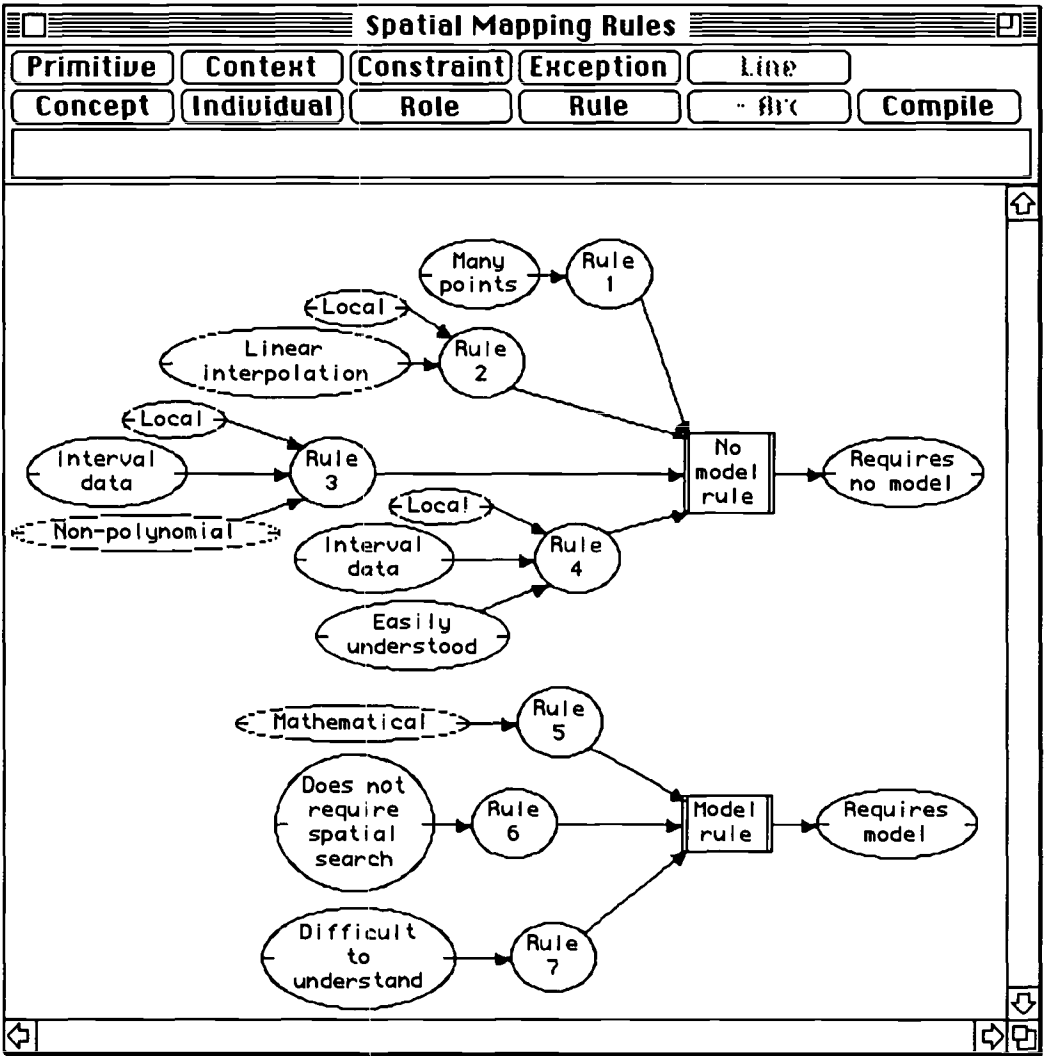 Spatial Mapping Rules
Primitive Context Constraint Exception Line
Concept Individual Role Rule Arc Compile
Many
points
Rule
1
Local
Linear
interpolation
Rule
2
Local
Interval
data
Non-polynomial
Rule
3
Local
Interval
data
Easily
understood
Rule
4
No
model
rule
Requires
no model
Mathematical
Rule
5
Does not
require
spatial
search
Rule
6
Model
rule
Requires
model
Difficult
to
understand
Rule
7